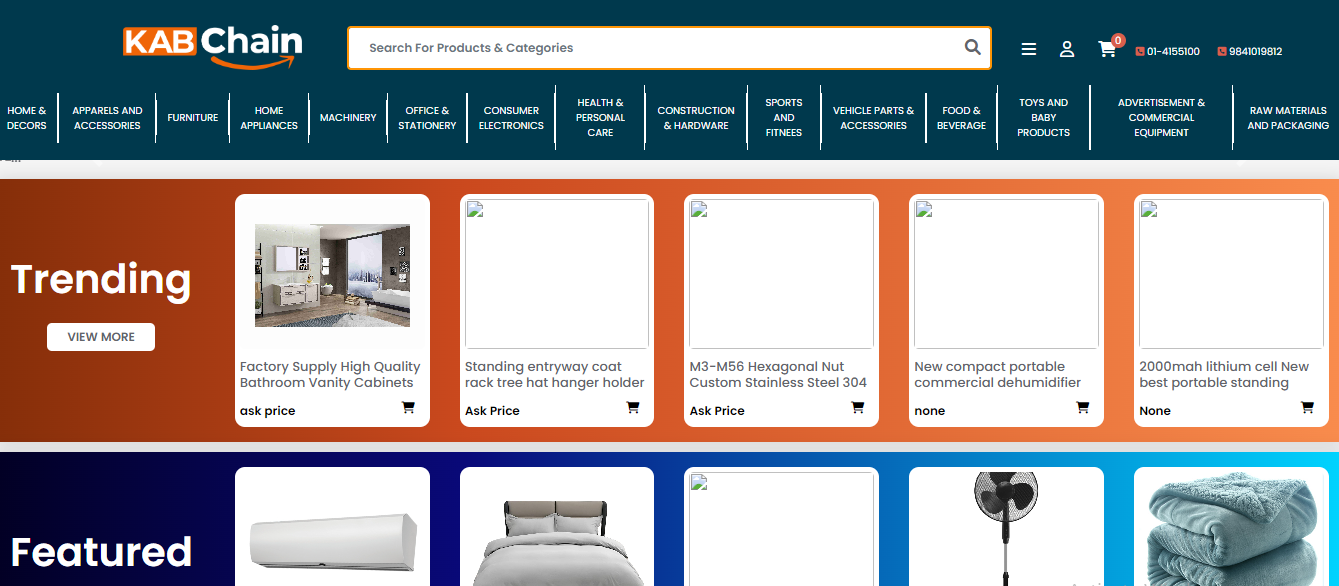 KAB Chain
Search For Products & Categories
0
01-4155100
9841019812
HOME &
DECORS
APPARELS AND
ACCESSORIES
FURNITURE
HOME
APPLIANCES
MACHINERY
OFFICE &
STATIONERY
CONSUMER
ELECTRONICS
HEALTH &
PERSONAL
CARE
CONSTRUCTION
& HARDWARE
SPORTS
AND
FITNEES
VEHICLE PARTS &
ACCESSORIES
FOOD &
BEVERAGE
TOYS AND
BABY
PRODUCTS
ADVERTISEMENT &
COMMERCIAL
EQUIPMENT
RAW MATERIALS
AND PACKAGING
Trending
VIEW MORE
Factory Supply High Quality
Bathroom Vanity Cabinets
ask price
Standing entryway coat
rack tree hat hanger holder
Ask Price
M3-M56 Hexagonal Nut
Custom Stainless Steel 304
Ask Price
New compact portable
commercial dehumidifier
none
2000mah lithium cell New
best portable standing
None
Featured